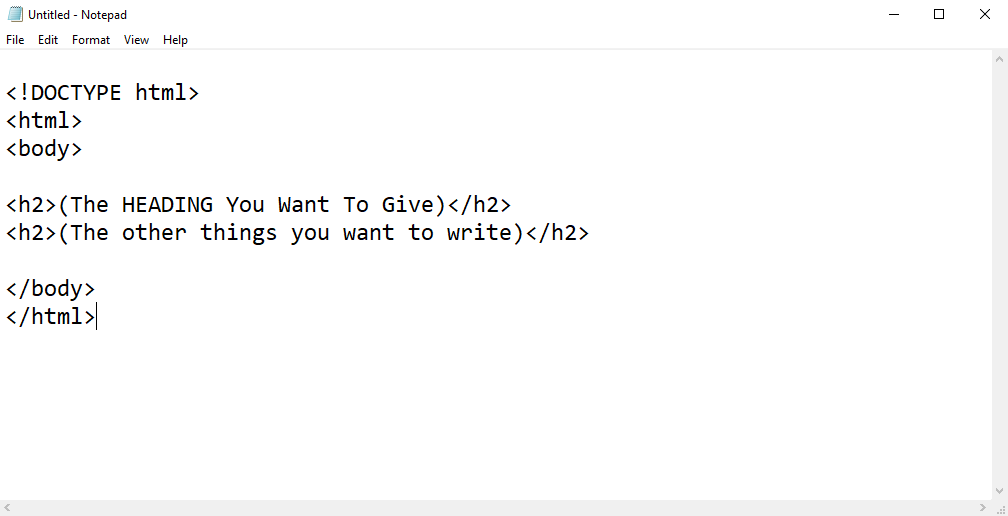 Untitled - Notepad
File Edit Format View Help
<!DOCTYPE html>
<html>
<body>
<h2>(The HEADING You Want To Give)</h2>
<h2>(The other things you want to write)</h2>
</body>
</html>